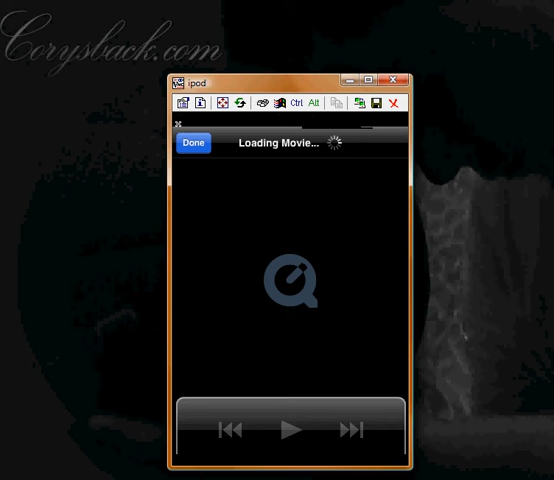 Corysback.com
ipod
Ctrl Alt
Done
Loading Movie...